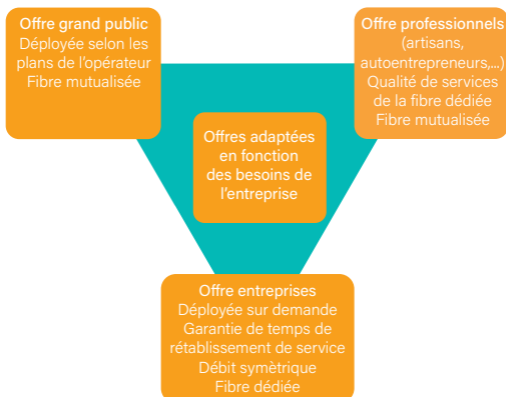 Offre grand public
Déployée selon les
plans de l'opérateur
Fibre mutualisée
Offre professionnels
(artisans,
autoentrepreneurs,...)
Qualité de services
de la fibre dédiée
Fibre mutualisée
Offres adaptées
en fonction
des besoins de
l'entreprise
Offre entreprises
Déployée sur demande
Garantie de temps de
rétablissement de service
Débit symètrique
Fibre dédiée